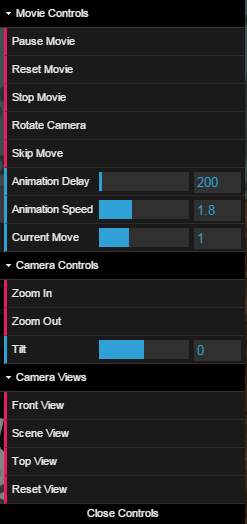 Movie Controls
Pause Movie
Reset Movie
Stop Movie
Rotate Camera
Skip Move
Animation Delay 200
Animation Speed 1.8
Current Move 1
Camera Controls
Zoom In
Zoom Out
Tilt 0
Camera Views
Front View
Scene View
Top View
Reset View
Close Controls